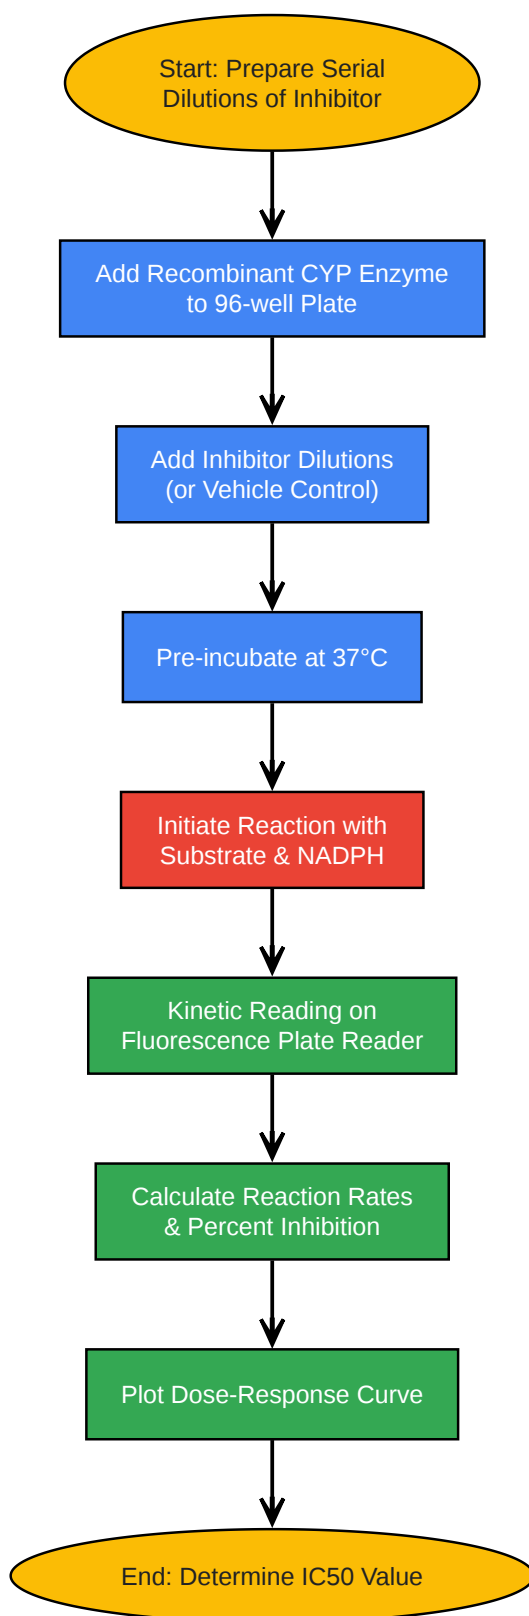 Start: Prepare Serial
Dilutions of Inhibitor
Add Recombinant CYP Enzyme
to 96-well Plate
Add Inhibitor Dilutions
(or Vehicle Control)
Pre-incubate at 37°C
Initiate Reaction with
Substrate & NADPH
Kinetic Reading on
Fluorescence Plate Reader
Calculate Reaction Rates
& Percent Inhibition
Plot Dose-Response Curve
End: Determine IC50 Value